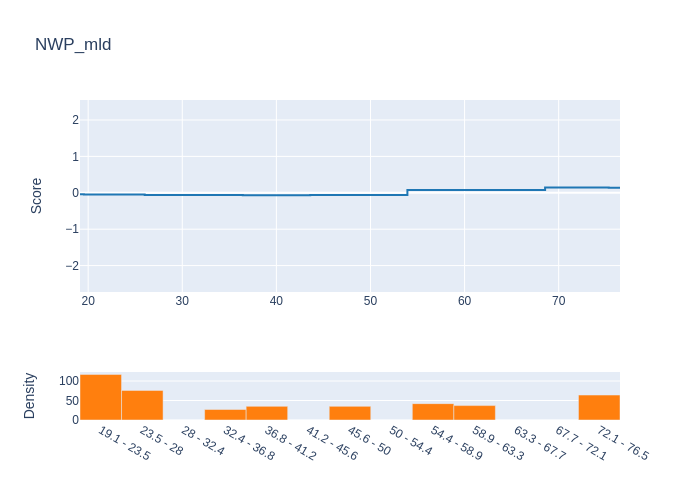 NWP_mld
Score
2
1
0
−1
−2
20 30 40 50 60 70
Density
100
50
0
19.1 - 23.5
23.5 - 28
28 - 32.4
32.4 - 36.8
36.8 - 41.2
41.2 - 45.6
45.6 - 50
50 - 54.4
54.4 - 58.9
58.9 - 63.3
63.3 - 67.7
67.7 - 72.1
72.1 - 76.5